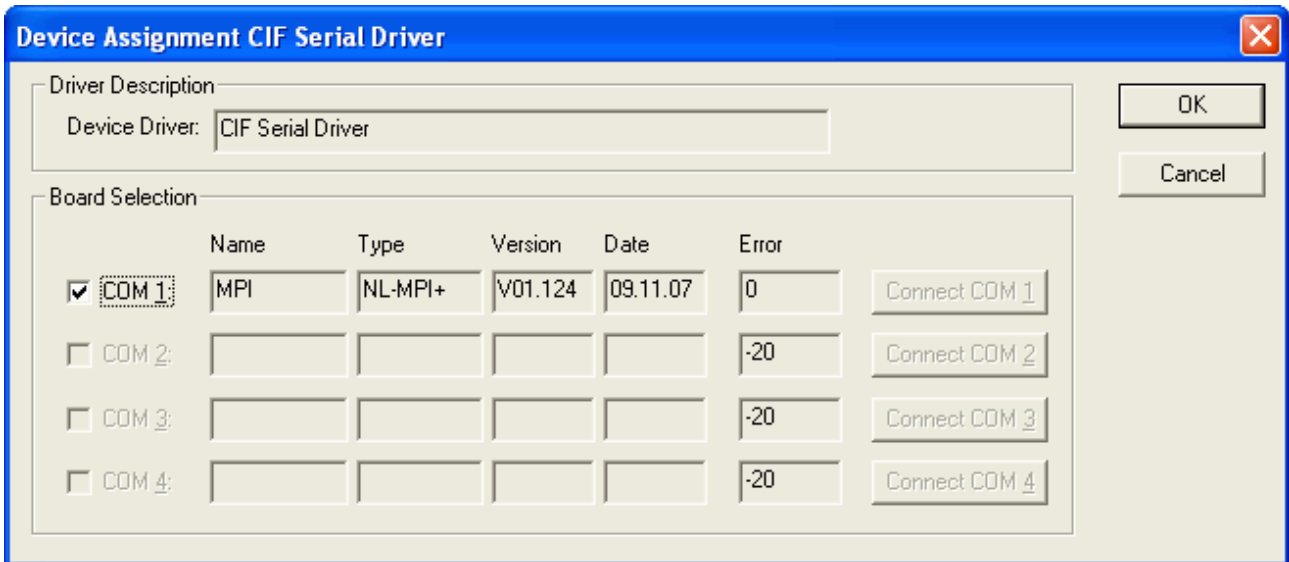 Device Assignment CIF Serial Driver
Driver Description
OK
Device Driver: CIF Serial Driver
Cancel
Board Selection
Name Type Version Date Error
COM 1: MPI NL-MPI+ V01.124 09.11.07 0 Connect COM 1
COM 2: -20 Connect COM 2
COM 3: -20 Connect COM 3
COM 4: -20 Connect COM 4